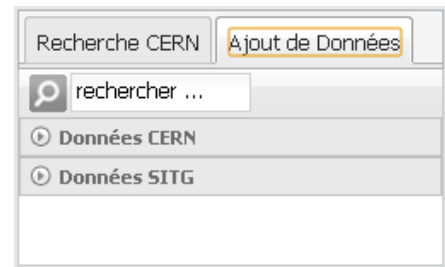 Recherche CERN Ajout de Données
rechercher ...
Données CERN
Données SITG